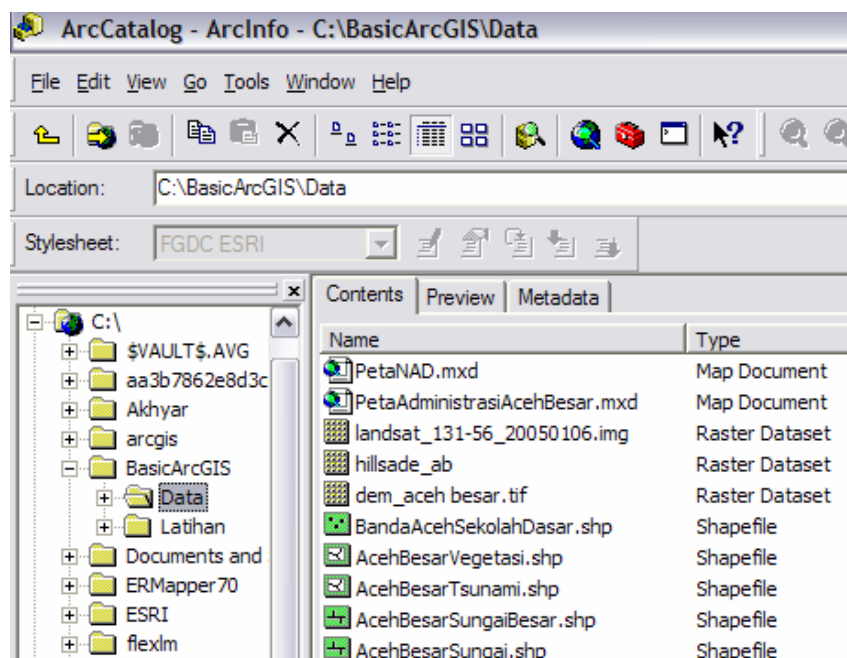 ArcCatalog - ArcInfo - C:\BasicArcGIS\Data
File Edit View Go Tools Window Help
Location: C:\BasicArcGIS\Data
Stylesheet: FGDC ESRI
C:\
$VAULT$.AVG
aa3b7862e8d3c
Akhyar
arcgis
BasicArcGIS
Data
Latihan
Documents and
ERMapper70
ESRI
flexlm
Contents Preview Metadata
Name Type
PetaNAD.mxd Map Document
PetaAdministrasiAcehBesar.mxd Map Document
landsat_131-56_20050106.img Raster Dataset
hillsade_ab Raster Dataset
dem_aceh besar.tif Raster Dataset
BandaAcehSekolahDasar.shp Shapefile
AcehBesarVegetasi.shp Shapefile
AcehBesarTsunami.shp Shapefile
AcehBesarSungaiBesar.shp Shapefile
AcehBesarSungai.shp Shapefile